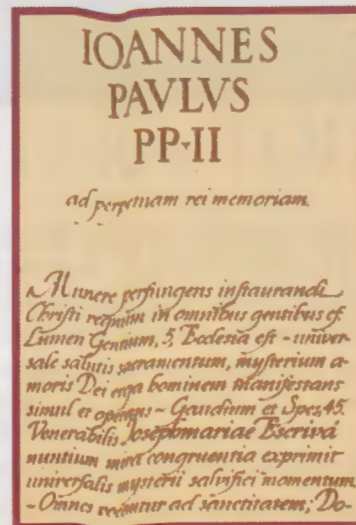 IOANNES
PAVLVS
PP·II
ad perpetuam rei memoriam.
Munere perfungens instaurandi
Christi regnum in omnibus gentibus ef
Lumen Gentium, 5, Ecclesia est - univer-
sale salutis sacramentum, mysterium a-
moris Dei erga hominem manifestans
simul et operans - Gaudium et Spes, 45.
Venerabilis Josephmariae Escrivá
nuntium mira congruentia exprimit
universalis mysterii salvifici momentum
- Omnes vocantur ad sanctitatem; Do-